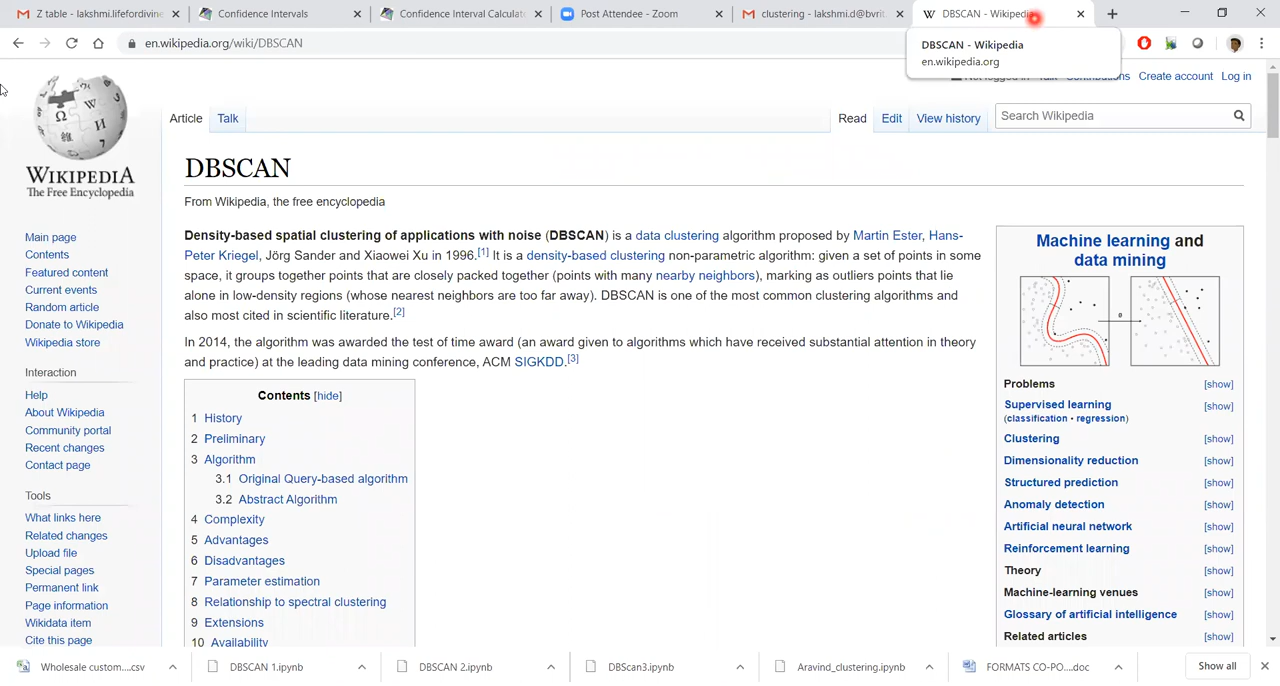 Z table - lakshmi.lifefordivine
Confidence Intervals
Confidence Interval Calculat
Post Attendee - Zoom
clustering - lakshmi.d@bvrit.
W DBSCAN - Wikipedia
en.wikipedia.org/wiki/DBSCAN
DBSCAN - Wikipedia
en.wikipedia.org
Not logged in Talk Contributions Create account Log in
Article Talk Read Edit View history Search Wikipedia
WIKIPEDIA
The Free Encyclopedia
Main page
Contents
Featured content
Current events
Random article
Donate to Wikipedia
Wikipedia store
Interaction
Help
About Wikipedia
Community portal
Recent changes
Contact page
Tools
What links here
Related changes
Upload file
Special pages
Permanent link
Page information
Wikidata item
Cite this page
DBSCAN
From Wikipedia, the free encyclopedia
Density-based spatial clustering of applications with noise (DBSCAN) is a data clustering algorithm proposed by Martin Ester, Hans-
Peter Kriegel, Jörg Sander and Xiaowei Xu in 1996.[1] It is a density-based clustering non-parametric algorithm: given a set of points in some
space, it groups together points that are closely packed together (points with many nearby neighbors), marking as outliers points that lie
alone in low-density regions (whose nearest neighbors are too far away). DBSCAN is one of the most common clustering algorithms and
also most cited in scientific literature.[2]
In 2014, the algorithm was awarded the test of time award (an award given to algorithms which have received substantial attention in theory
and practice) at the leading data mining conference, ACM SIGKDD.[3]
Contents [hide]
1 History
2 Preliminary
3 Algorithm
3.1 Original Query-based algorithm
3.2 Abstract Algorithm
4 Complexity
5 Advantages
6 Disadvantages
7 Parameter estimation
8 Relationship to spectral clustering
9 Extensions
10 Availability
Machine learning and
data mining
Problems [show]
Supervised learning [show]
(classification • regression)
Clustering [show]
Dimensionality reduction [show]
Structured prediction [show]
Anomaly detection [show]
Artificial neural network [show]
Reinforcement learning [show]
Theory [show]
Machine-learning venues [show]
Glossary of artificial intelligence [show]
Related articles [show]
Wholesale custom....csv
DBSCAN 1.ipynb
DBSCAN 2.ipynb
DBScan3.ipynb
Aravind_clustering.ipynb
FORMATS CO-PO....doc
Show all